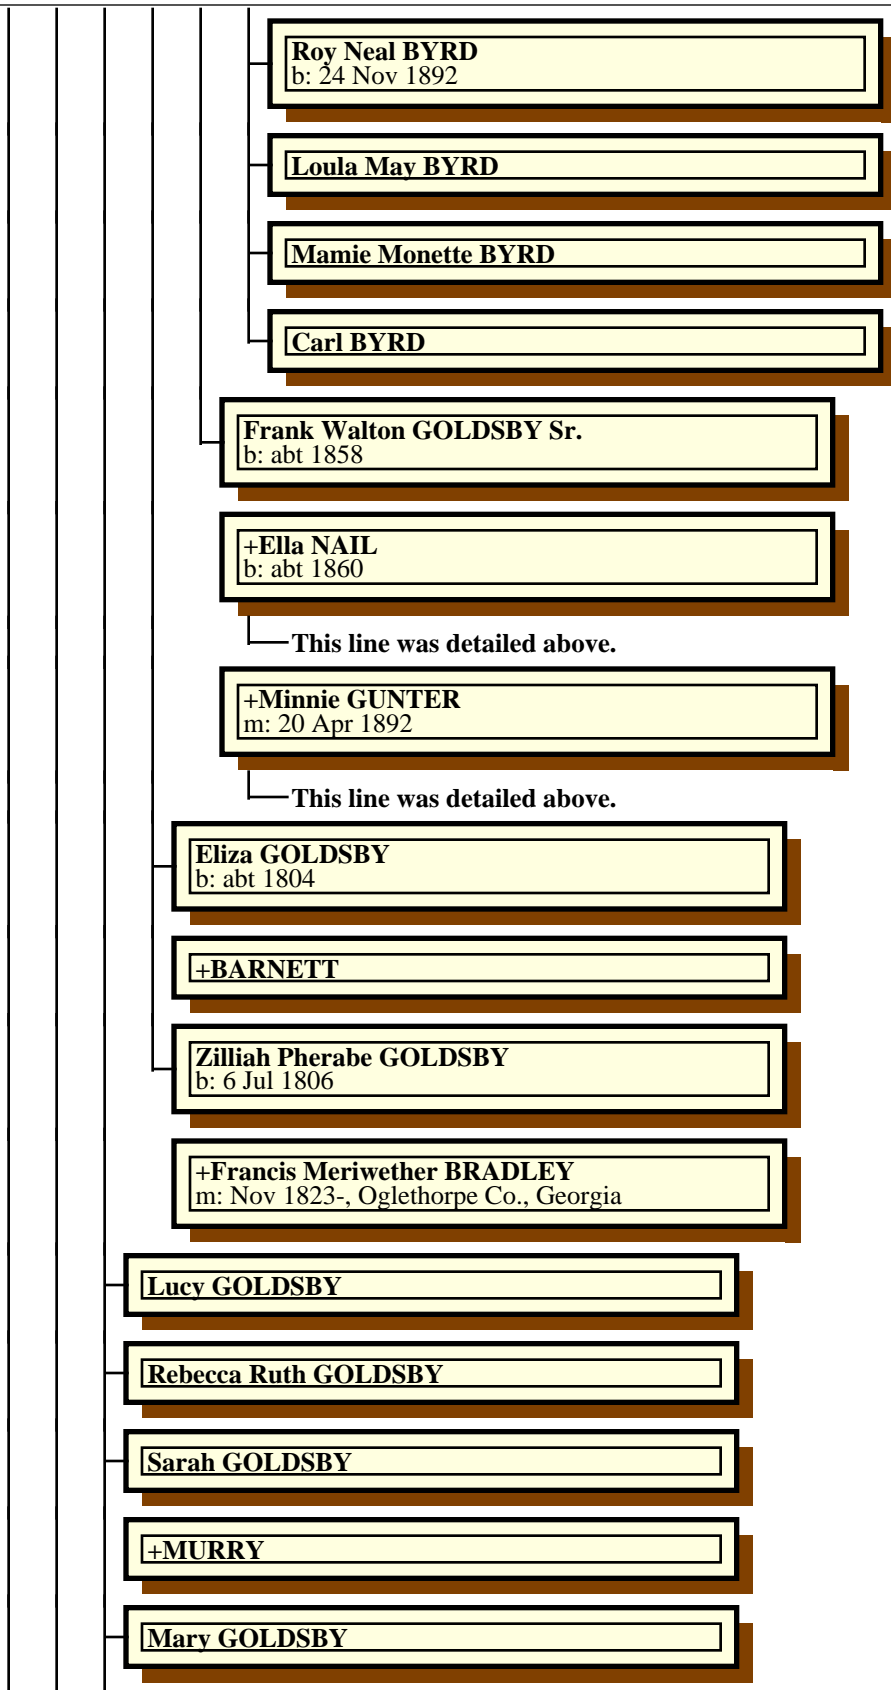 Roy Neal BYRD
b: 24 Nov 1892
Loula May BYRD
Mamie Monette BYRD
Carl BYRD
Frank Walton GOLDSBY Sr.
b: abt 1858
+Ella NAIL
b: abt 1860
This line was detailed above.
+Minnie GUNTER
m: 20 Apr 1892
This line was detailed above.
Eliza GOLDSBY
b: abt 1804
+BARNETT
Zilliah Pherabe GOLDSBY
b: 6 Jul 1806
+Francis Meriwether BRADLEY
m: Nov 1823-, Oglethorpe Co., Georgia
Lucy GOLDSBY
Rebecca Ruth GOLDSBY
Sarah GOLDSBY
+MURRY
Mary GOLDSBY